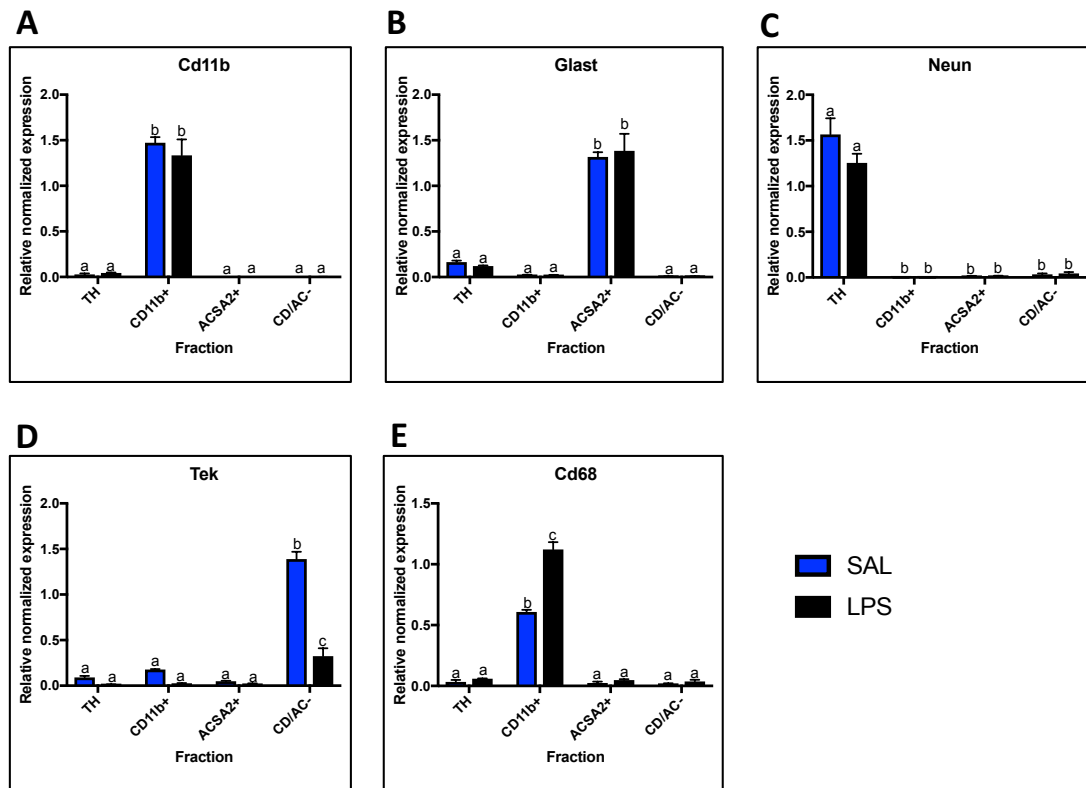 A
Cd11b
Relative normalized expression
2.0
1.5
1.0
0.5
0.0
a a b b a a a a
TH CD11b+ ACSA2+ CD/AC-
Fraction
B
Glast
Relative normalized expression
2.0
1.5
1.0
0.5
0.0
a a a a b b a a
TH CD11b+ ACSA2+ CD/AC-
Fraction
C
Neun
Relative normalized expression
2.0
1.5
1.0
0.5
0.0
a a b b b b b b
TH CD11b+ ACSA2+ CD/AC-
Fraction
D
Tek
Relative normalized expression
2.0
1.5
1.0
0.5
0.0
a a a a a a b c
TH CD11b+ ACSA2+ CD/AC-
Fraction
E
Cd68
Relative normalized expression
1.5
1.0
0.5
0.0
a a b c a a a a
TH CD11b+ ACSA2+ CD/AC-
Fraction
SAL
LPS